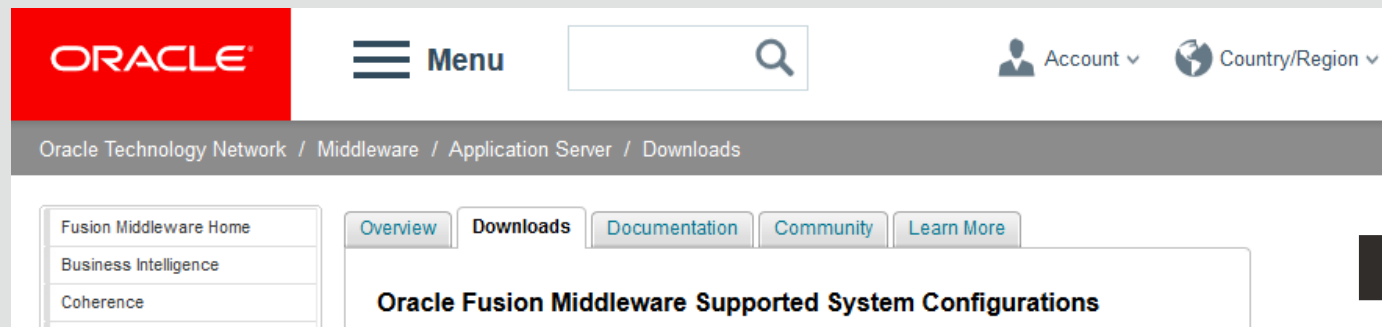 ORACLE® Menu Account Country/Region
Oracle Technology Network / Middleware / Application Server / Downloads
Fusion Middleware Home
Business Intelligence
Coherence
Overview Downloads Documentation Community Learn More
Oracle Fusion Middleware Supported System Configurations